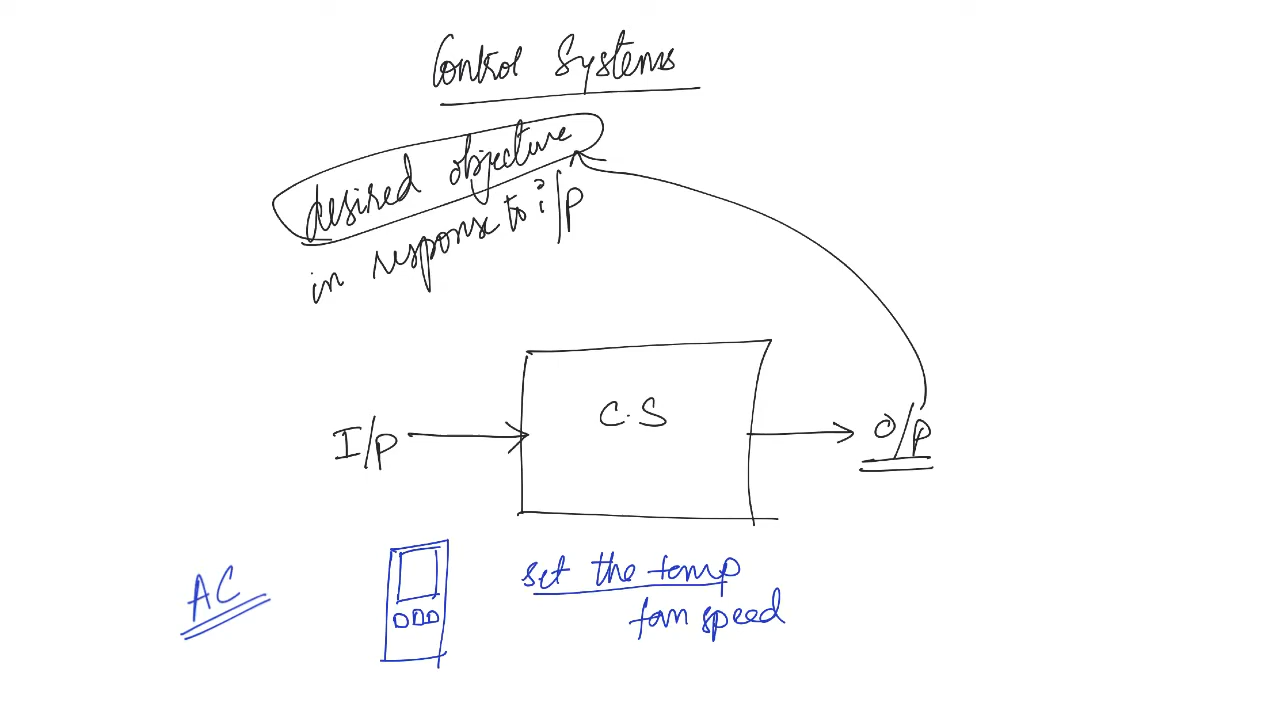 Control Systems
desired objective
in response to i/p
I/p
C.S
O/p
AC
set the temp
fan speed